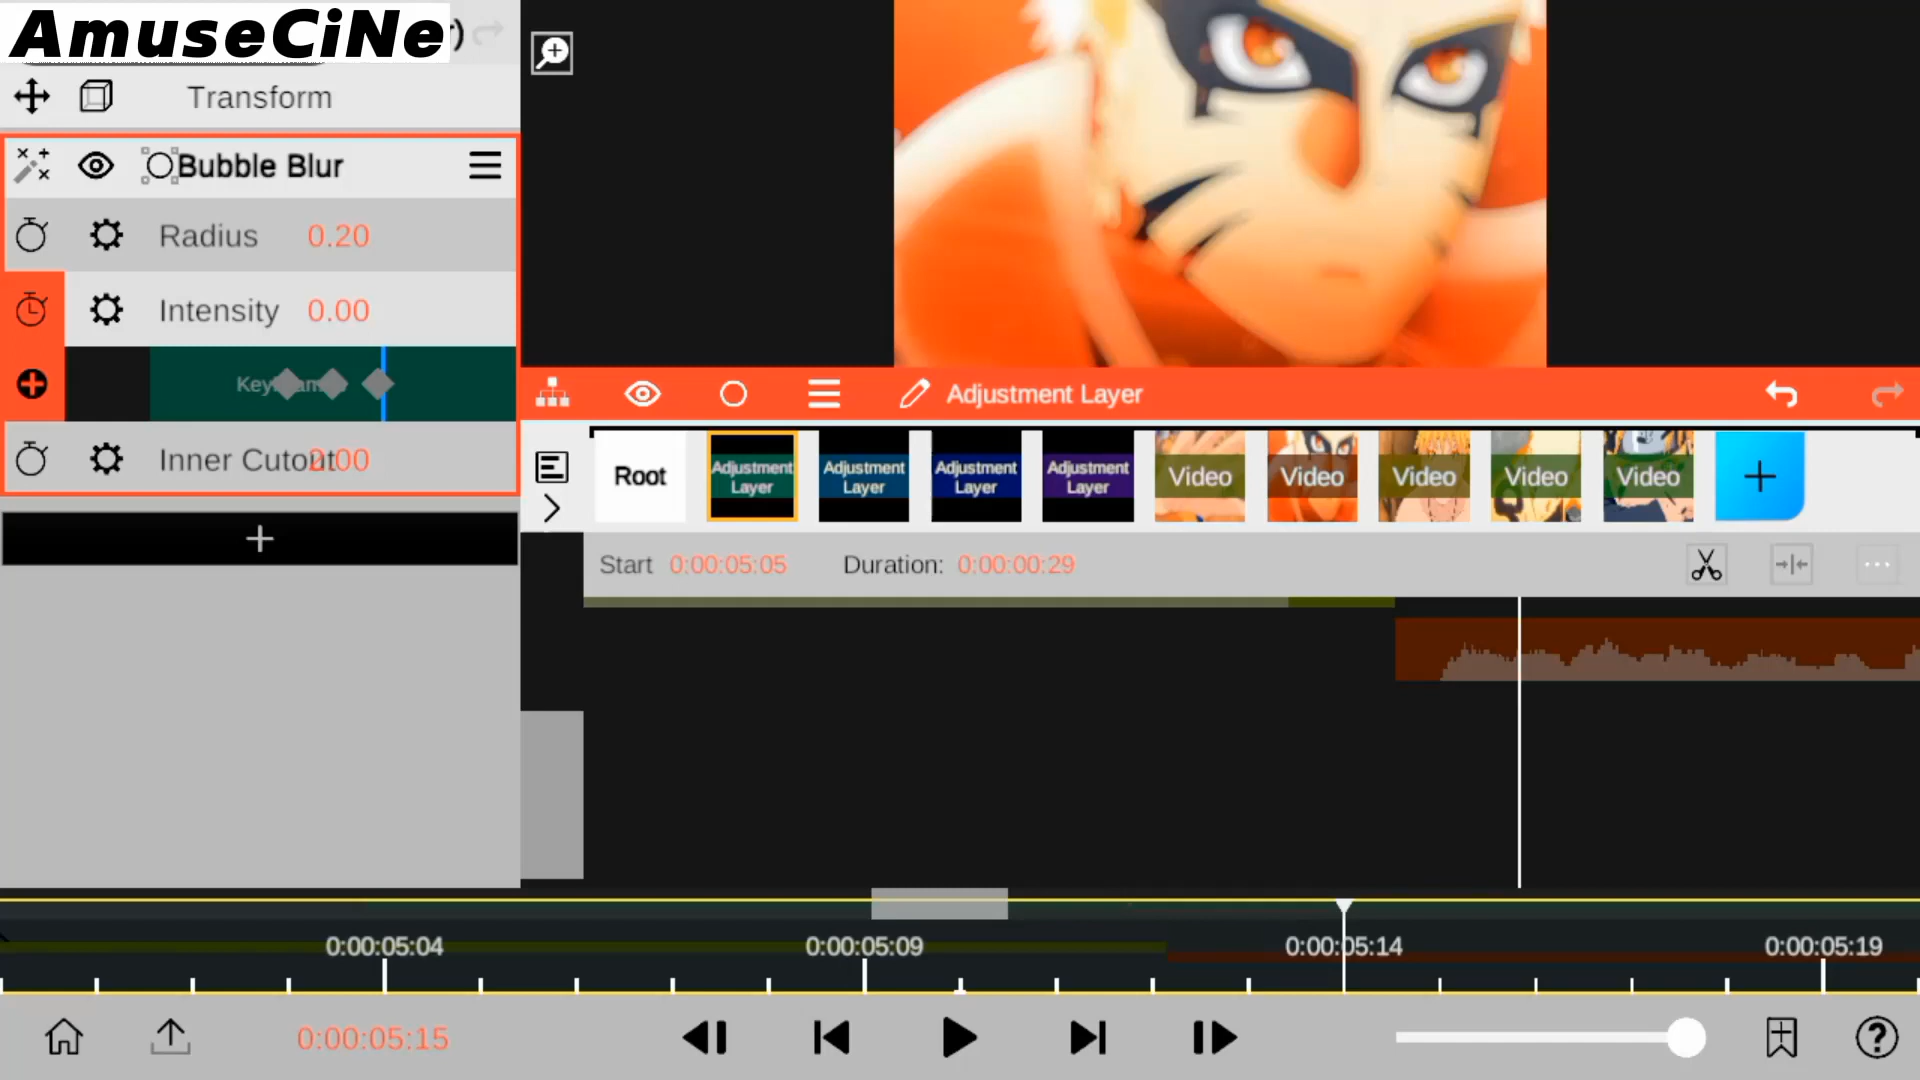 AmuseCiNe
Transform
Bubble Blur
Radius 0.20
Intensity 0.00
Inner Cutout
Adjustment Layer
Root
Adjustment
Layer
Adjustment
Layer
Adjustment
Layer
Adjustment
Layer
Video
Video
Video
Video
Video
Start 0:00:05:05 Duration: 0:00:00:29
0:00:05:04
0:00:05:09
0:00:05:14
0:00:05:19
0:00:05:15